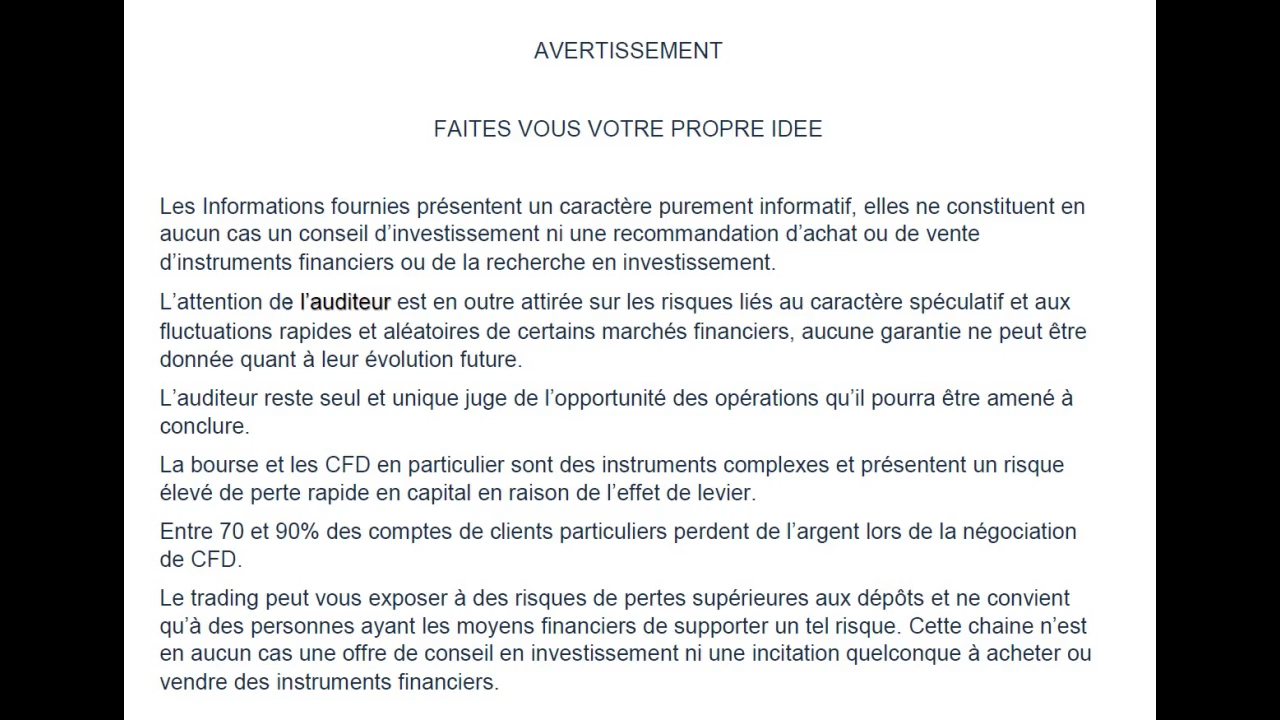 AVERTISSEMENT
FAITES VOUS VOTRE PROPRE IDEE
Les Informations fournies présentent un caractère purement informatif, elles ne constituent en
aucun cas un conseil d’investissement ni une recommandation d’achat ou de vente
d’instruments financiers ou de la recherche en investissement.
L’attention de l’auditeur est en outre attirée sur les risques liés au caractère spéculatif et aux
fluctuations rapides et aléatoires de certains marchés financiers, aucune garantie ne peut être
donnée quant à leur évolution future.
L’auditeur reste seul et unique juge de l’opportunité des opérations qu’il pourra être amené à
conclure.
La bourse et les CFD en particulier sont des instruments complexes et présentent un risque
élevé de perte rapide en capital en raison de l’effet de levier.
Entre 70 et 90% des comptes de clients particuliers perdent de l’argent lors de la négociation
de CFD.
Le trading peut vous exposer à des risques de pertes supérieures aux dépôts et ne convient
qu’à des personnes ayant les moyens financiers de supporter un tel risque. Cette chaine n’est
en aucun cas une offre de conseil en investissement ni une incitation quelconque à acheter ou
vendre des instruments financiers.